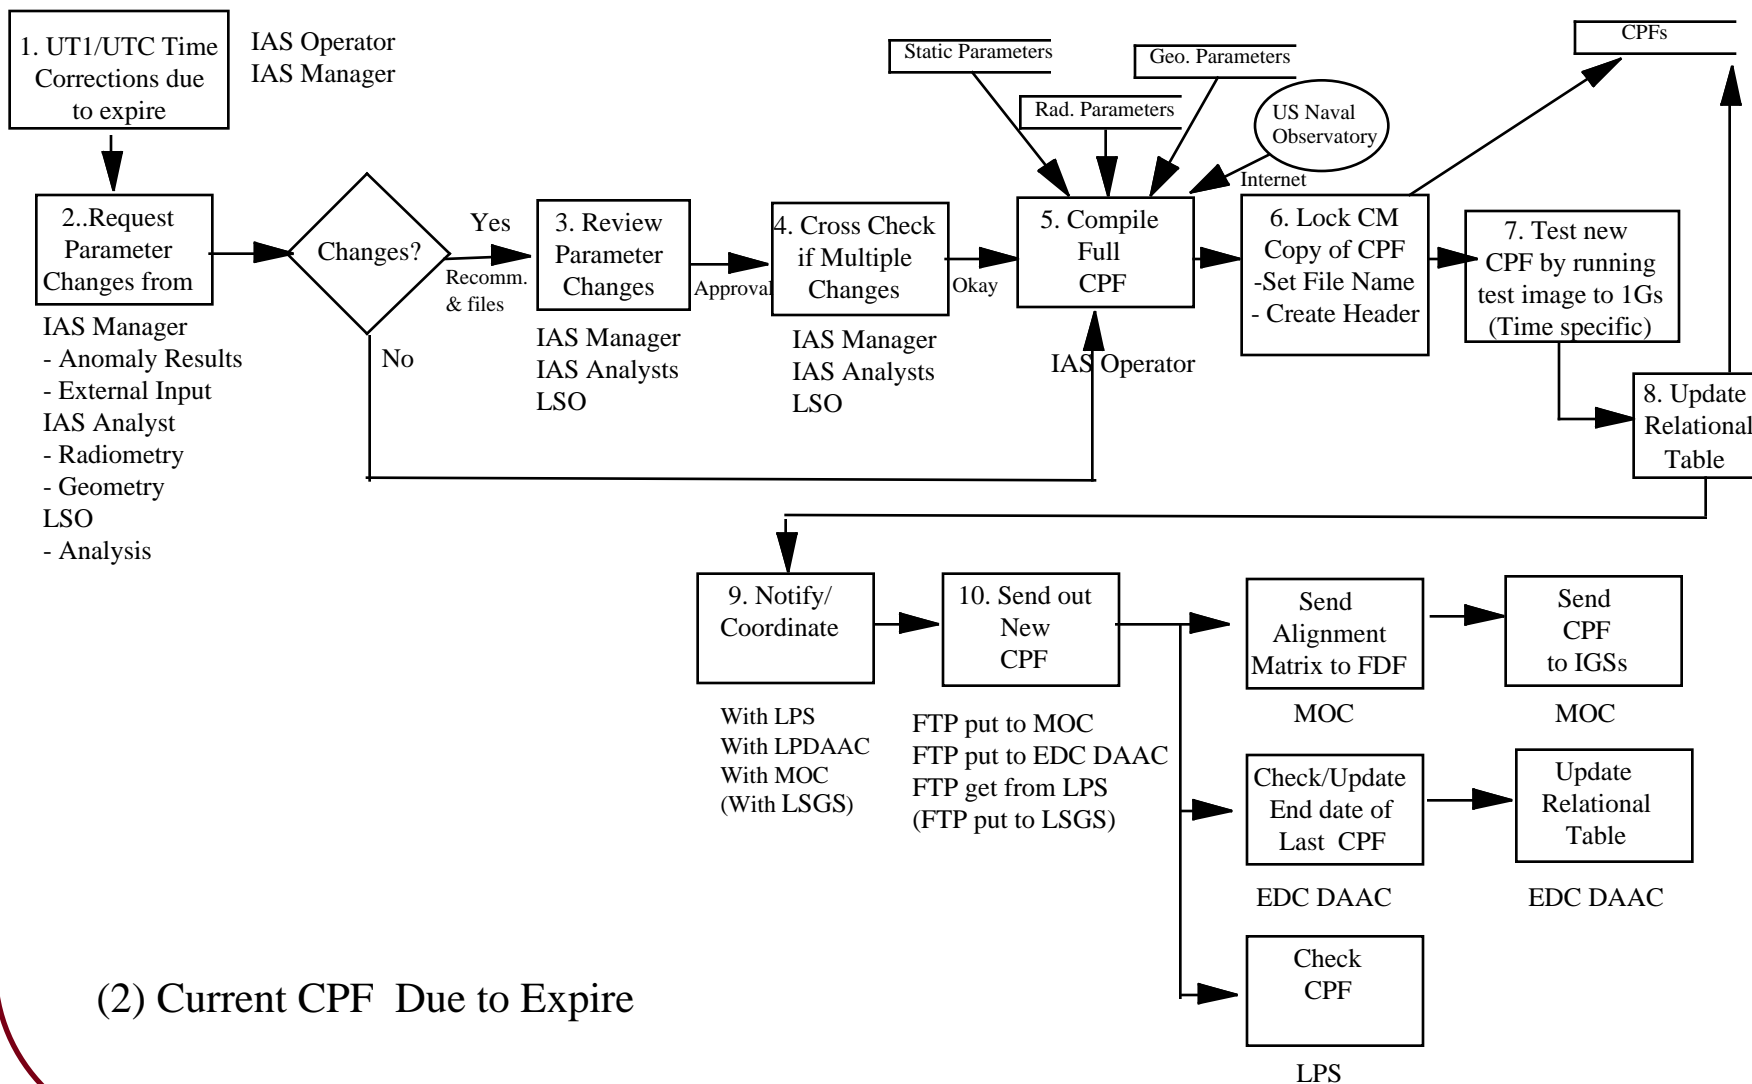 1. UT1/UTC Time
Corrections due
to expire
IAS Operator
IAS Manager
Static Parameters
Geo. Parameters
Rad. Parameters
US Naval
Observatory
Internet
CPFs
2..Request
Parameter
Changes from
IAS Manager
- Anomaly Results
- External Input
IAS Analyst
- Radiometry
- Geometry
LSO
- Analysis
Changes?
Yes
Recomm.
& files
No
3. Review
Parameter
Changes
IAS Manager
IAS Analysts
LSO
Approval
4. Cross Check
if Multiple
Changes
IAS Manager
IAS Analysts
LSO
Okay
5. Compile
Full
CPF
IAS Operator
6. Lock CM
Copy of CPF
-Set File Name
- Create Header
7. Test new
CPF by running
test image to 1Gs
(Time specific)
8. Update
Relational
Table
9. Notify/
Coordinate
With LPS
With LPDAAC
With MOC
(With LSGS)
10. Send out
New
CPF
FTP put to MOC
FTP put to EDC DAAC
FTP get from LPS
(FTP put to LSGS)
Send
Alignment
Matrix to FDF
MOC
Send
CPF
to IGSs
MOC
Check/Update
End date of
Last CPF
EDC DAAC
Update
Relational
Table
EDC DAAC
Check
CPF
LPS
(2) Current CPF Due to Expire